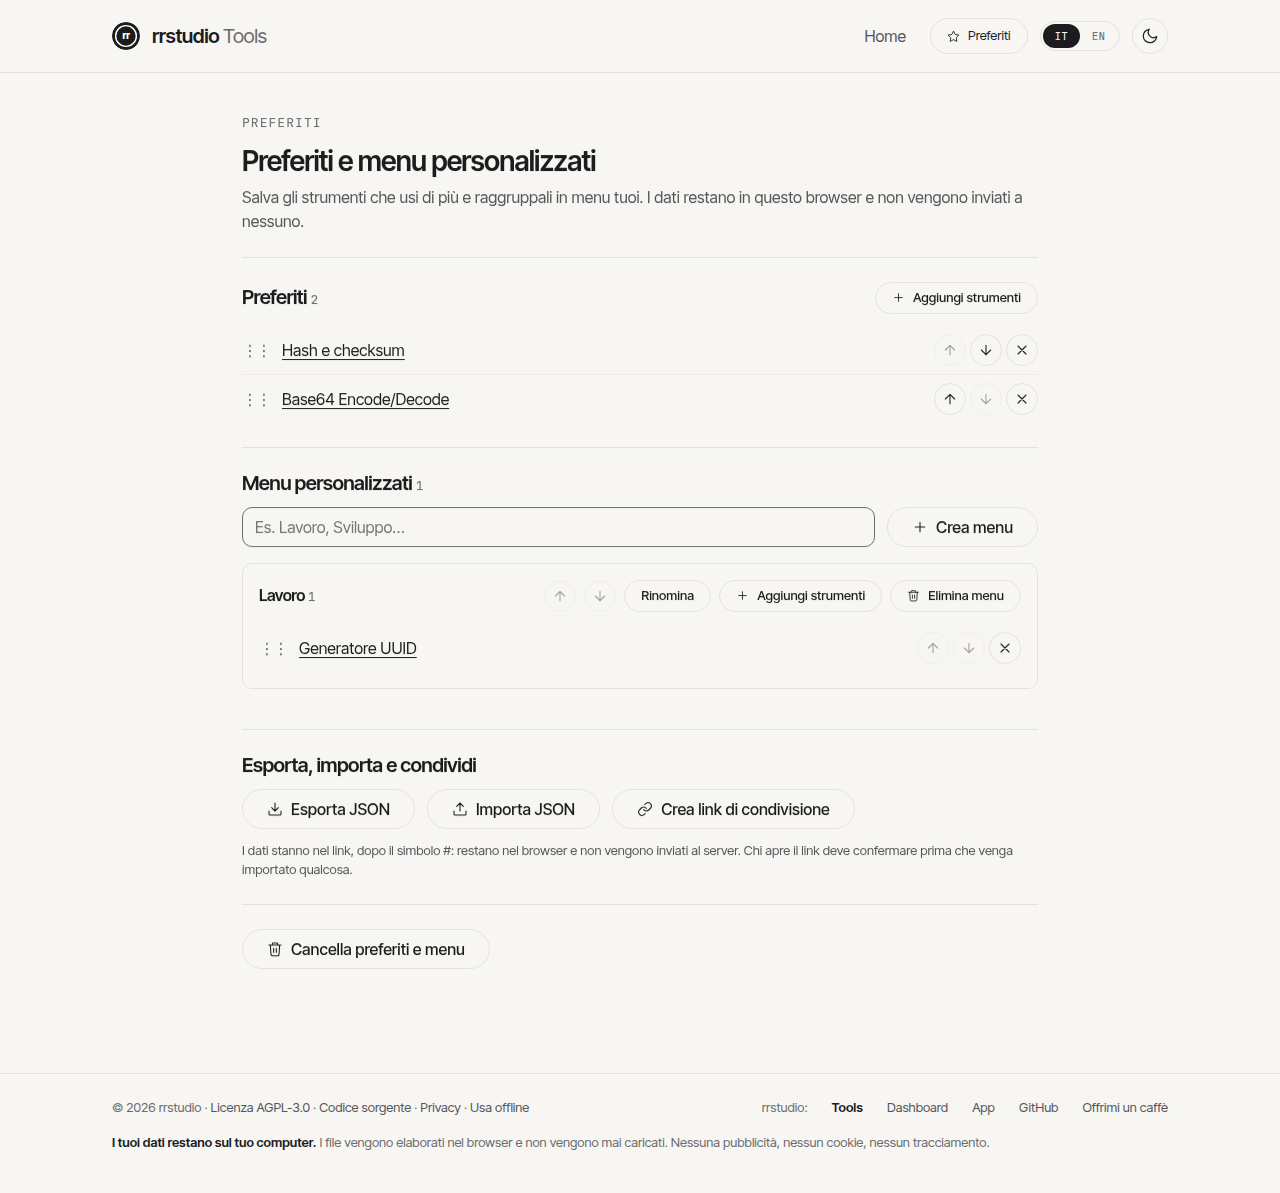 rr rrstudio Tools
Home
Preferiti
IT EN
PREFERITI
Preferiti e menu personalizzati
Salva gli strumenti che usi di più e raggruppali in menu tuoi. I dati restano in questo browser e non vengono inviati a
nessuno.
Preferiti 2
Aggiungi strumenti
Hash e checksum
Base64 Encode/Decode
Menu personalizzati 1
Es. Lavoro, Sviluppo…
Crea menu
Lavoro 1
Rinomina
Aggiungi strumenti
Elimina menu
Generatore UUID
Esporta, importa e condividi
Esporta JSON
Importa JSON
Crea link di condivisione
I dati stanno nel link, dopo il simbolo #: restano nel browser e non vengono inviati al server. Chi apre il link deve confermare prima che venga
importato qualcosa.
Cancella preferiti e menu
© 2026 rrstudio · Licenza AGPL-3.0 · Codice sorgente · Privacy · Usa offline
rrstudio: Tools Dashboard App GitHub Offrimi un caffè
I tuoi dati restano sul tuo computer. I file vengono elaborati nel browser e non vengono mai caricati. Nessuna pubblicità, nessun cookie, nessun tracciamento.